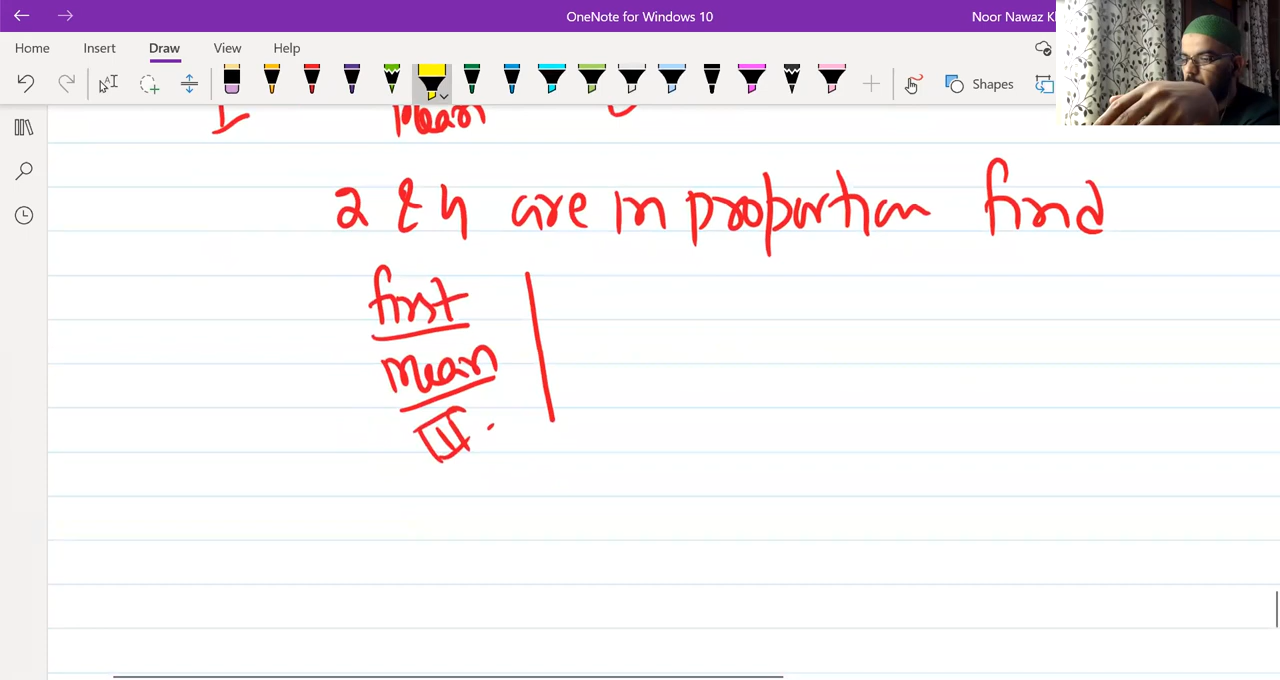 OneNote for Windows 10
Noor Nawaz
Home Insert Draw View Help
Shapes
I Mean
2 & 4 are in proportion find
first
mean
III